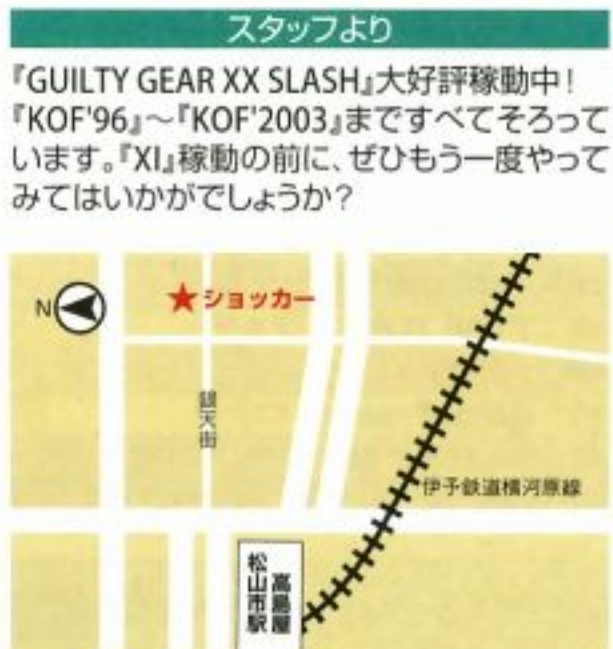 スタッフより
『GUILTY GEAR XX SLASH』大好評稼動中!
『KOF'96』~『KOF'2003』まですべてそろって
います。『XI』稼動の前に、ぜひもう一度やって
みてはいかがでしょうか?
N
★ショッカー
銀天街
伊予鉄道横河原線
高島屋
松山市駅